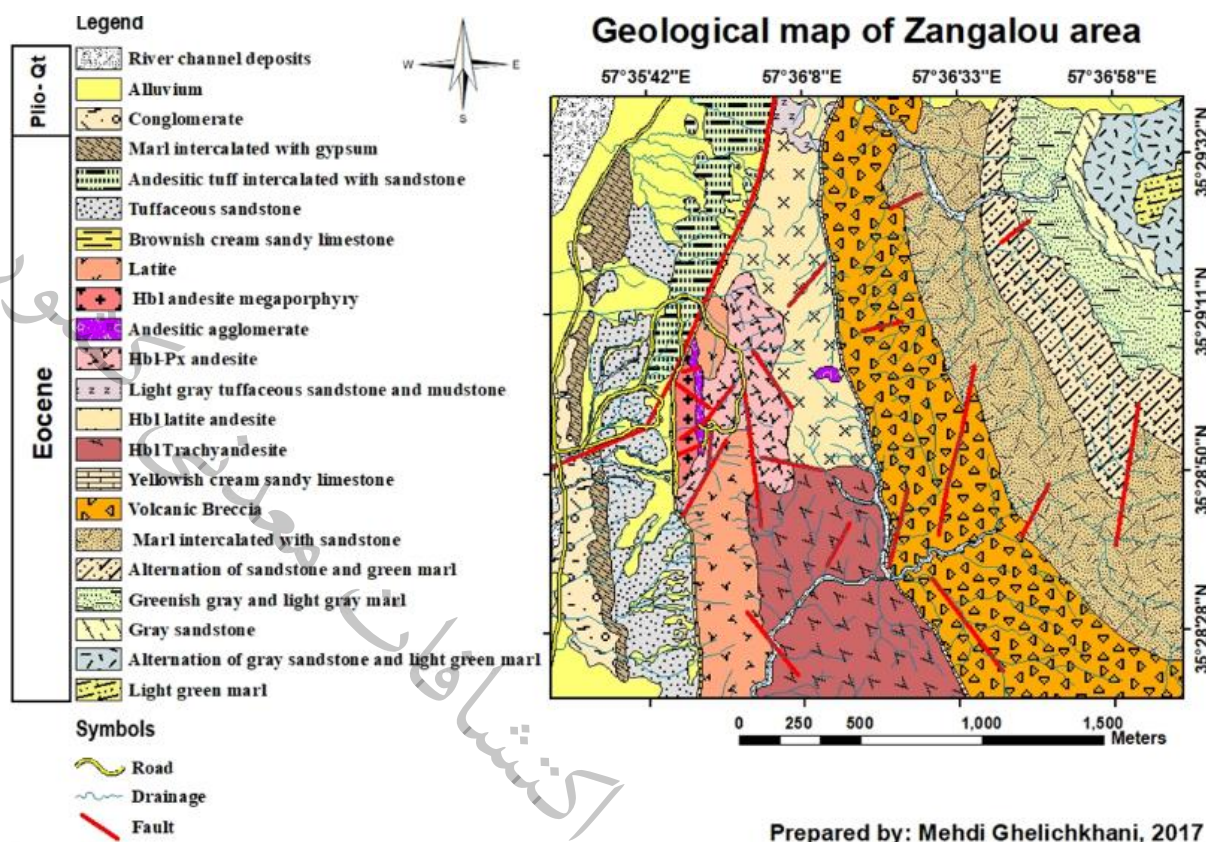 Legend
Plio- Qt
River channel deposits
Alluvium
Conglomerate
Eocene
Marl intercalated with gypsum
Andesitic tuff intercalated with sandstone
Tuffaceous sandstone
Brownish cream sandy limestone
Latite
Hbl andesite megaporphyry
Andesitic agglomerate
Hbl-Px andesite
Light gray tuffaceous sandstone and mudstone
Hbl latite andesite
Hbl Trachyandesite
Yellowish cream sandy limestone
Volcanic Breccia
Marl intercalated with sandstone
Alternation of sandstone and green marl
Greenish gray and light gray marl
Gray sandstone
Alternation of gray sandstone and light green marl
Light green marl
Symbols
Road
Drainage
Fault
N
W E
S
Geological map of Zangalou area
57°35'42"E 57°36'8"E 57°36'33"E 57°36'58"E
35°29'32"N
35°29'11"N
35°28'50"N
35°28'28"N
0 250 500 1,000 1,500
Meters
Prepared by: Mehdi Ghelichkhani, 2017
اکتشافات معدنی کشور